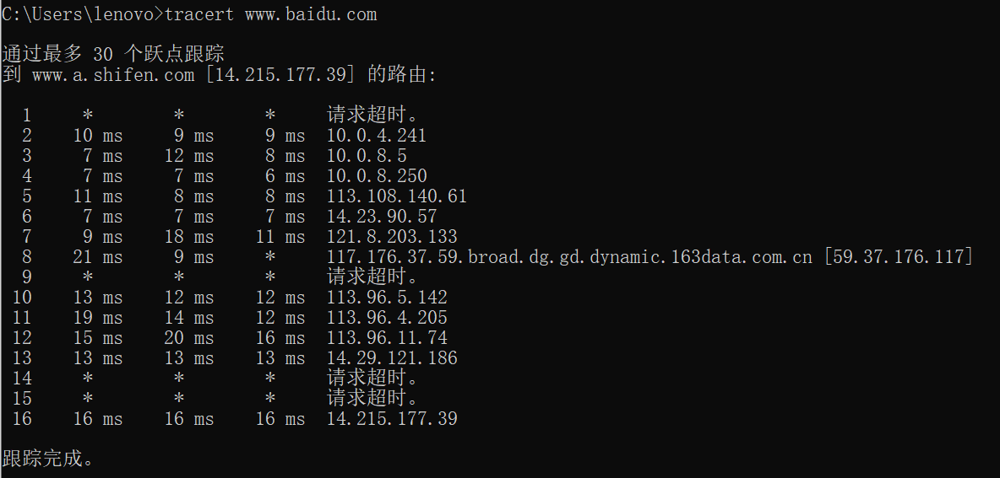 C:\Users\lenovo>tracert www.baidu.com
通过最多 30 个跃点跟踪
到 www.a.shifen.com [14.215.177.39] 的路由:
1 * * * 请求超时。
2 10 ms 9 ms 9 ms 10.0.4.241
3 7 ms 12 ms 8 ms 10.0.8.5
4 7 ms 7 ms 6 ms 10.0.8.250
5 11 ms 8 ms 8 ms 113.108.140.61
6 7 ms 7 ms 7 ms 14.23.90.57
7 9 ms 18 ms 11 ms 121.8.203.133
8 21 ms 9 ms * 117.176.37.59.broad.dg.gd.dynamic.163data.com.cn [59.37.176.117]
9 * * * 请求超时。
10 13 ms 12 ms 12 ms 113.96.5.142
11 19 ms 14 ms 12 ms 113.96.4.205
12 15 ms 20 ms 16 ms 113.96.11.74
13 13 ms 13 ms 13 ms 14.29.121.186
14 * * * 请求超时。
15 * * * 请求超时。
16 16 ms 16 ms 16 ms 14.215.177.39
跟踪完成。